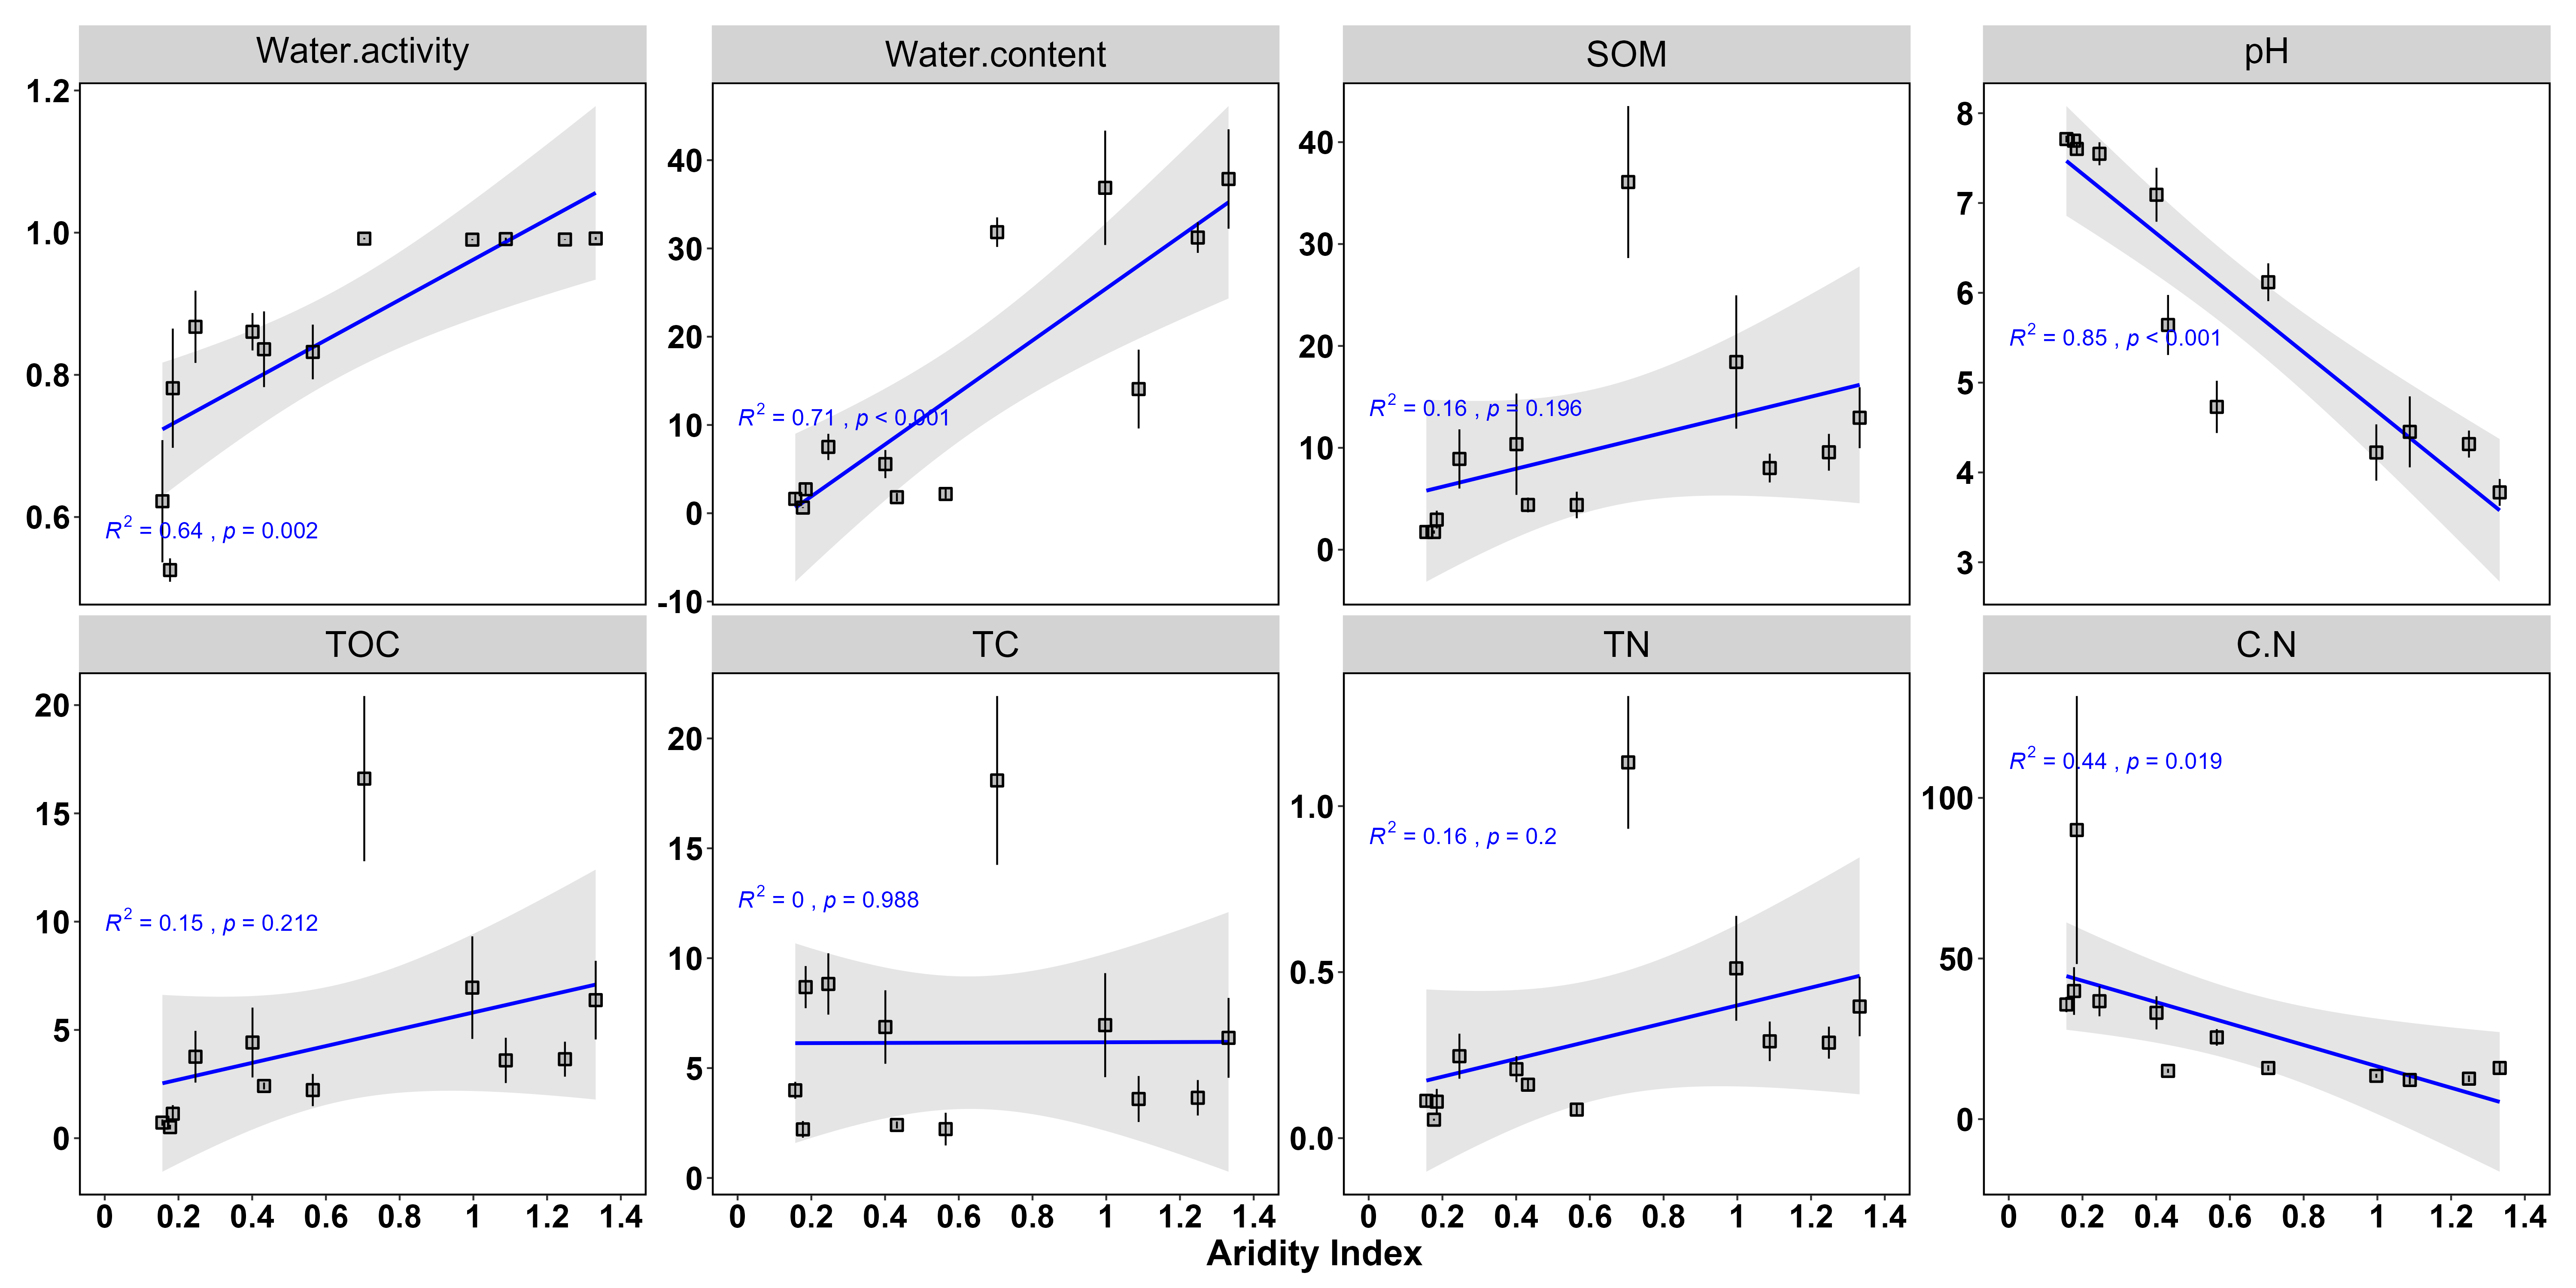 Water.activity
Water.content
SOM
pH
1.2
1.0
0.8
0.6
R2 = 0.64 , p = 0.002
40
30
20
10
0
-10
R2 = 0.71 , p < 0.001
40
30
20
10
0
R2 = 0.16 , p = 0.196
8
7
6
5
4
3
R2 = 0.85 , p < 0.001
TOC
TC
TN
C.N
20
15
10
5
0
R2 = 0.15 , p = 0.212
20
15
10
5
0
R2 = 0 , p = 0.988
1.0
0.5
0.0
R2 = 0.16 , p = 0.2
100
50
0
R2 = 0.44 , p = 0.019
0 0.2 0.4 0.6 0.8 1 1.2 1.4
0 0.2 0.4 0.6 0.8 1 1.2 1.4
0 0.2 0.4 0.6 0.8 1 1.2 1.4
0 0.2 0.4 0.6 0.8 1 1.2 1.4
Aridity Index